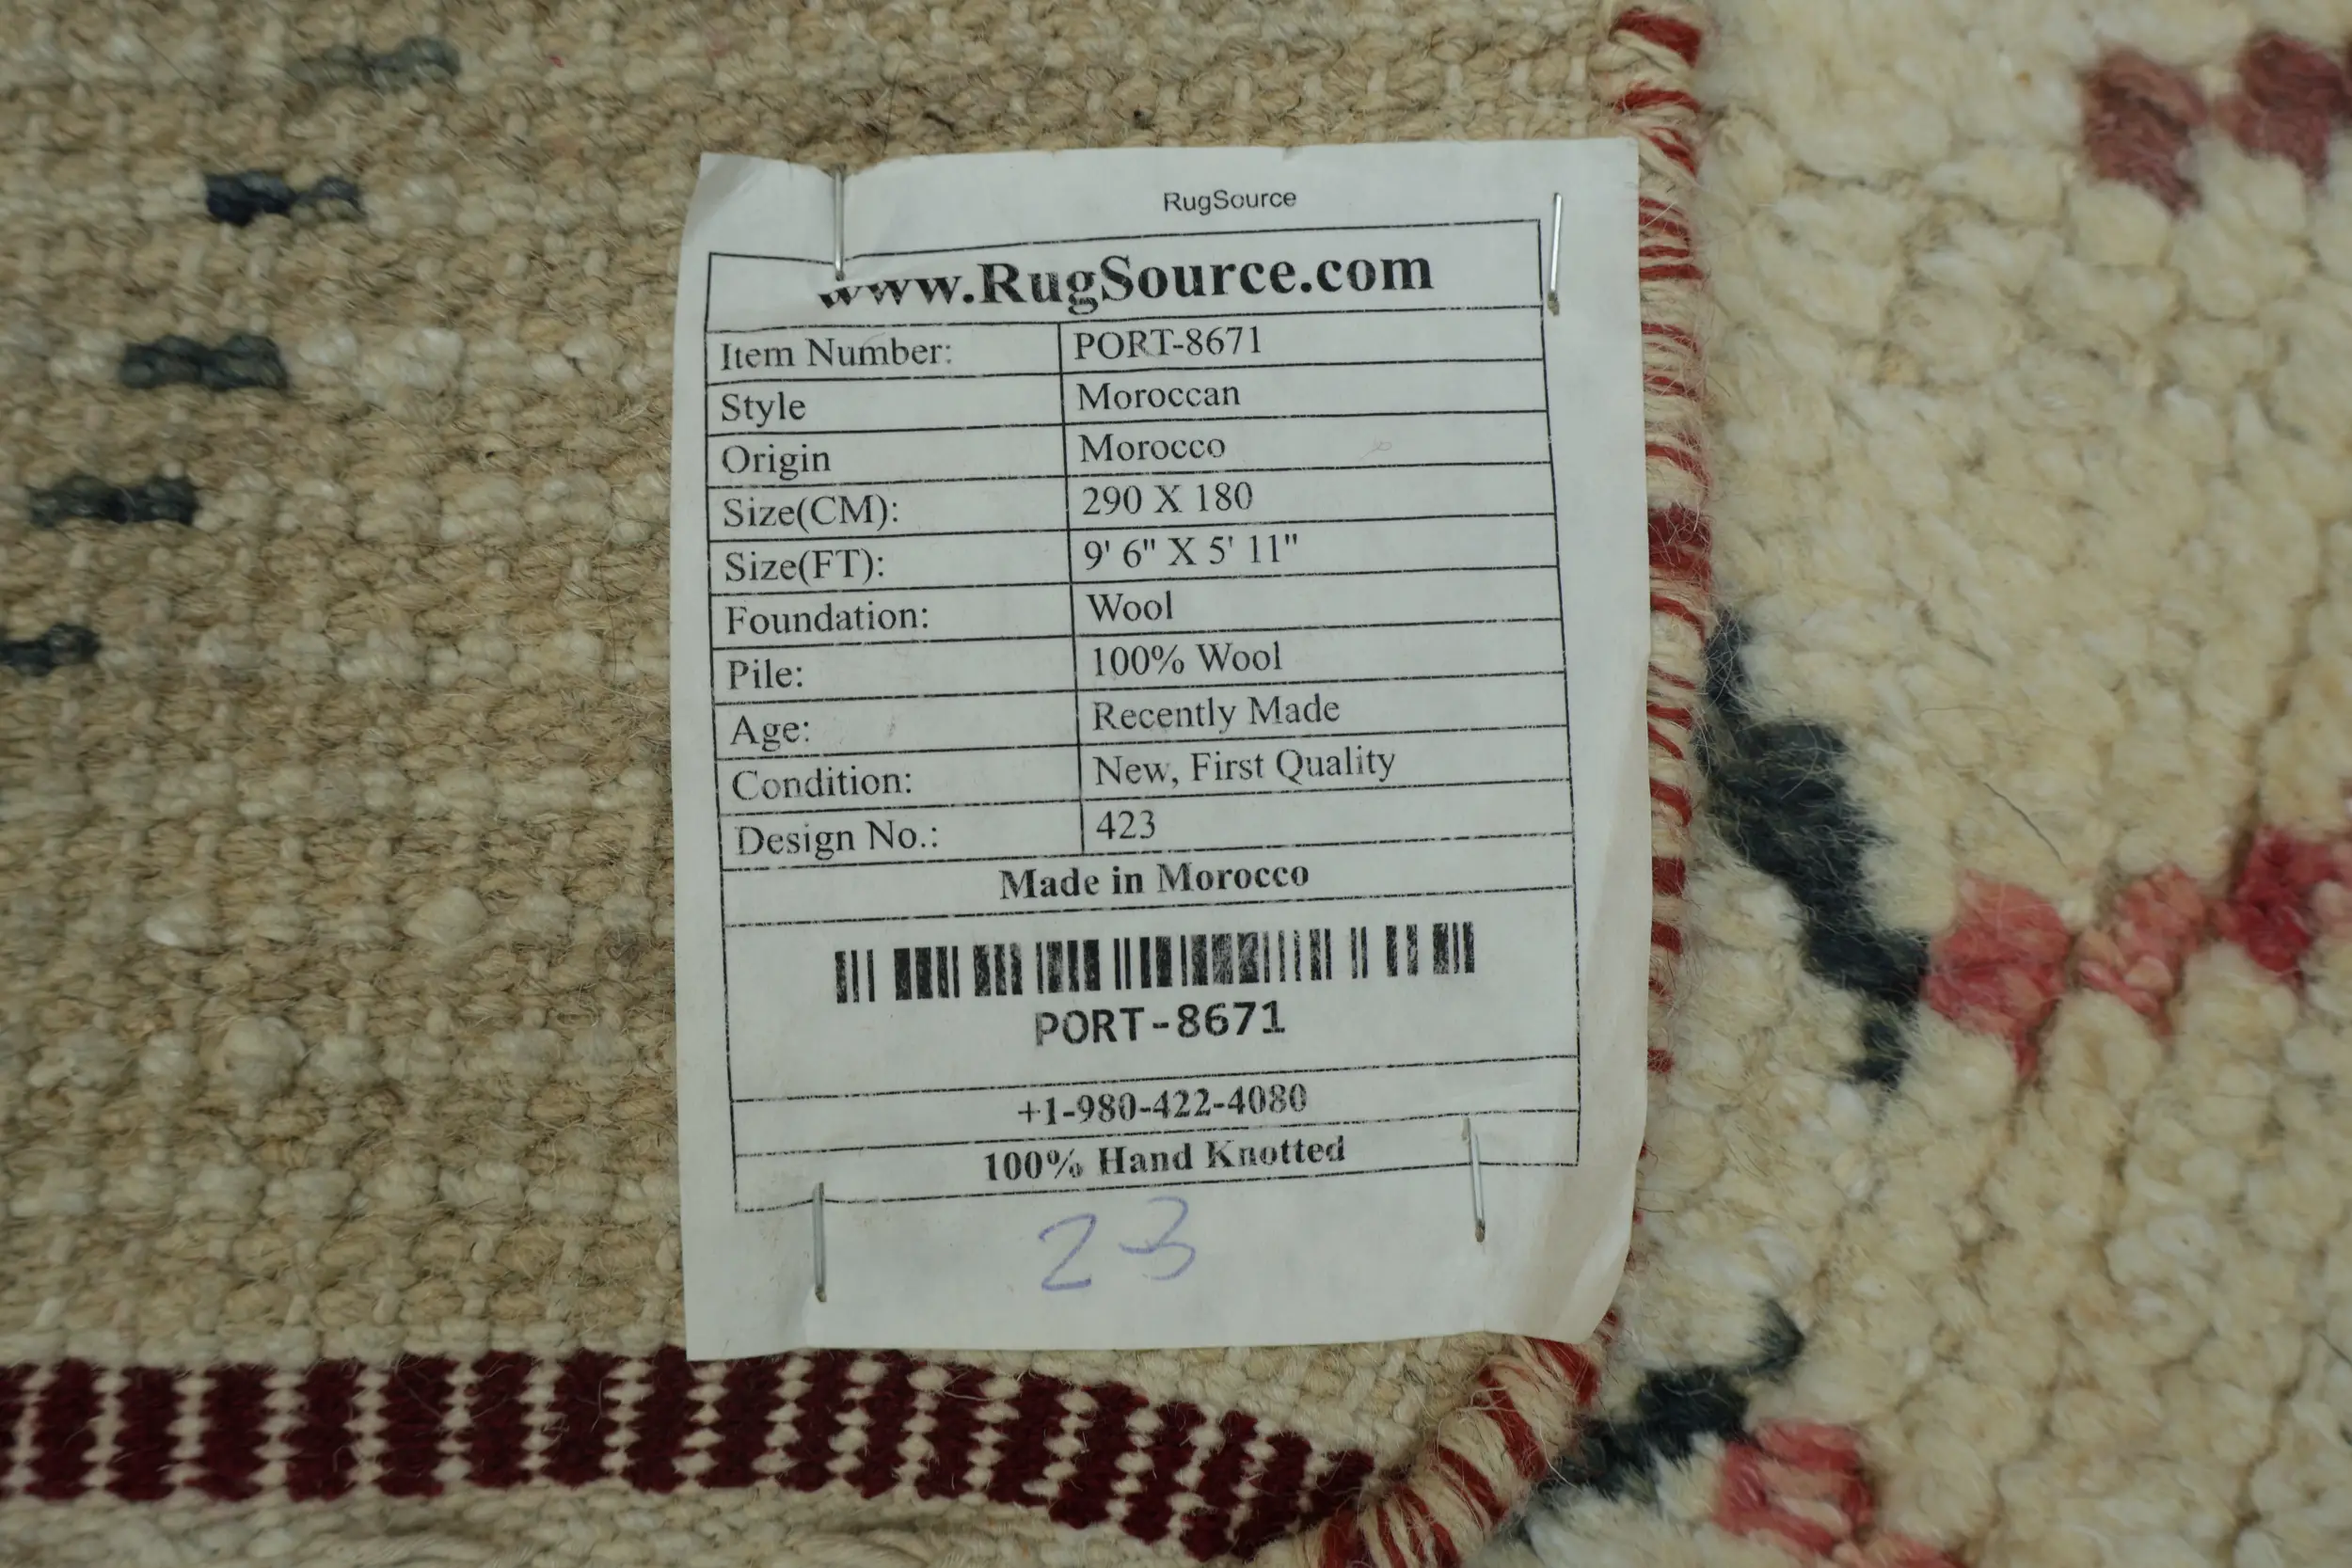 RugSource
www.RugSource.com
Item Number: PORT-8671
Style Moroccan
Origin Morocco
Size(CM): 290 X 180
Size(FT): 9' 6" X 5' 11"
Foundation: Wool
Pile: 100% Wool
Age: Recently Made
Condition: New, First Quality
Design No.: 423
Made in Morocco
PORT-8671
+1-980-422-4080
100% Hand Knotted
23